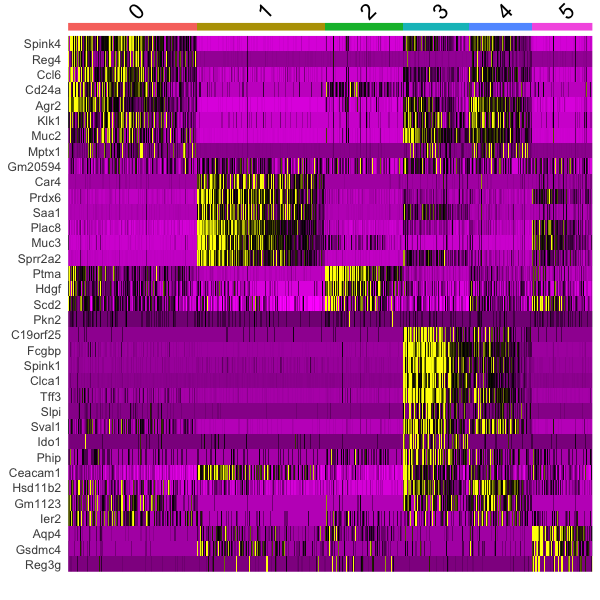 0 1 2 3 4 5
Spink4
Reg4
Ccl6
Cd24a
Agr2
Klk1
Muc2
Mptx1
Gm20594
Car4
Prdx6
Saa1
Plac8
Muc3
Sprr2a2
Ptma
Hdgf
Scd2
Pkn2
C19orf25
Fcgbp
Spink1
Clca1
Tff3
Slpi
Sval1
Ido1
Phip
Ceacam1
Hsd11b2
Gm1123
Ier2
Aqp4
Gsdmc4
Reg3g